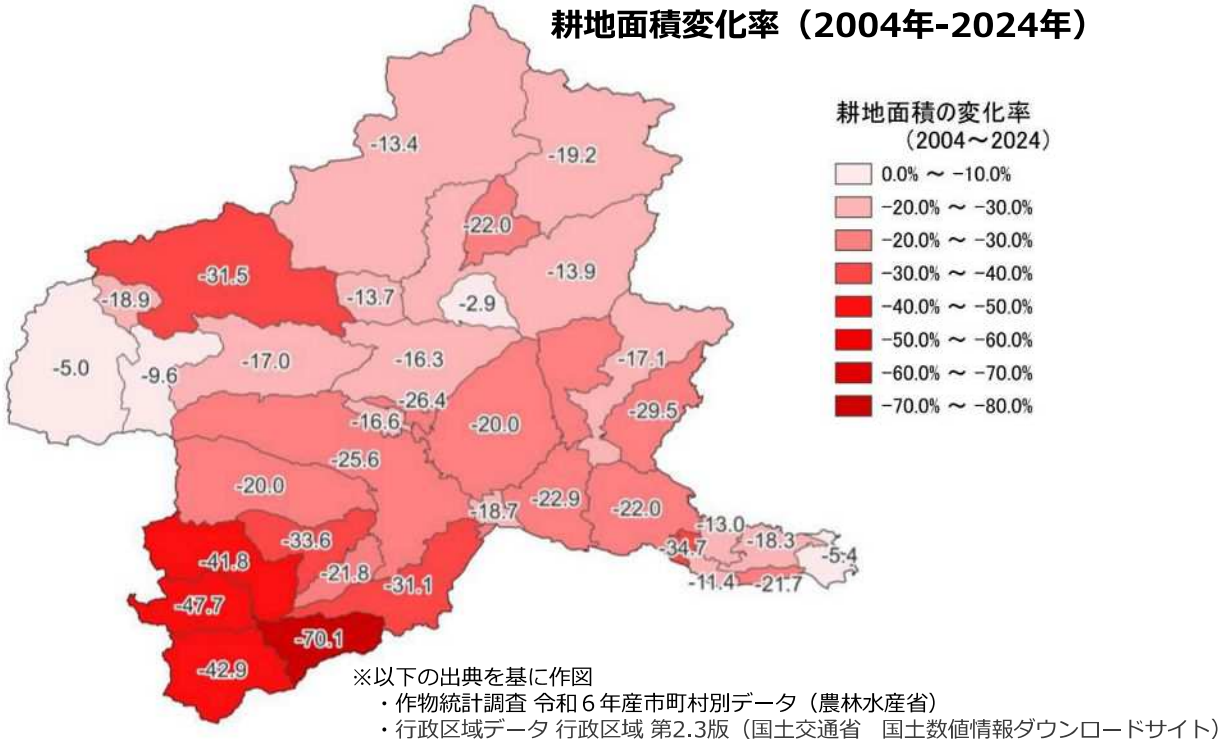 耕地面積変化率（2004年-2024年）
耕地面積の変化率
（2004～2024）
0.0% ～ -10.0%
-20.0% ～ -30.0%
-20.0% ～ -30.0%
-30.0% ～ -40.0%
-40.0% ～ -50.0%
-50.0% ～ -60.0%
-60.0% ～ -70.0%
-70.0% ～ -80.0%
-13.4
-19.2
-22.0
-13.9
-31.5
-18.9
-13.7
-2.9
-5.0
-9.6
-17.0
-16.3
-17.1
-26.4
-16.6
-20.0
-29.5
-25.6
-20.0
-18.7
-22.9
-22.0
-13.0
-33.6
-34.7
-18.3
-5.4
-41.8
-21.8
-31.1
-11.4
-21.7
-47.7
-70.1
-42.9
※以下の出典を基に作図
・作物統計調査 令和６年産市町村別データ（農林水産省）
・行政区域データ 行政区域 第2.3版（国土交通省　国土数値情報ダウンロードサイト）